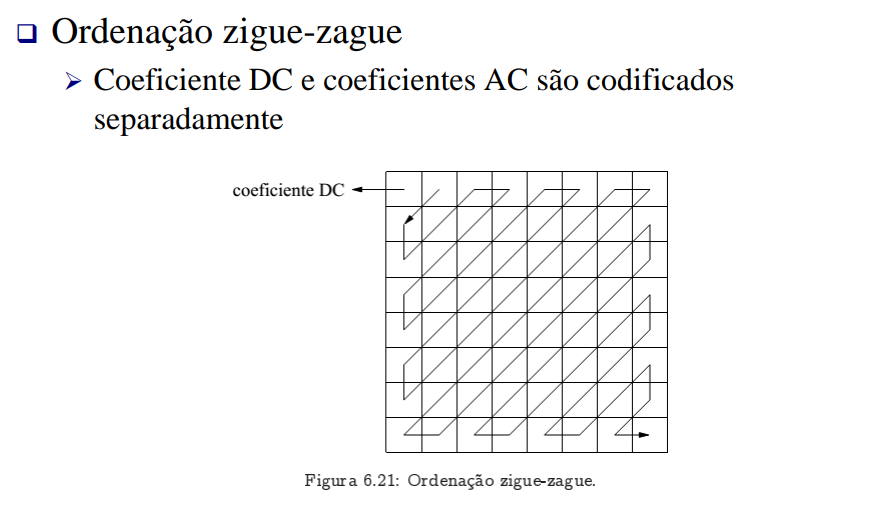 Ordenação zigue-zague
Coeficiente DC e coeficientes AC são codificados
separadamente
coeficiente DC
Figura 6.21: Ordenação zigue-zague.